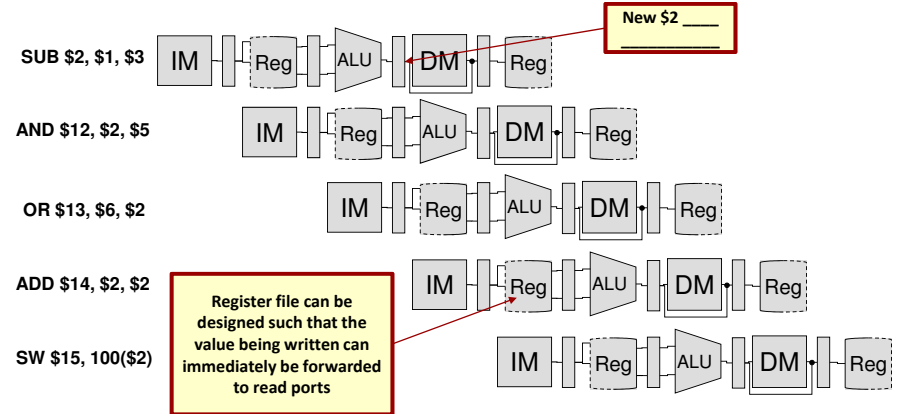 New $2 ____
___________
SUB $2, $1, $3
IM
Reg
ALU
DM
Reg
AND $12, $2, $5
IM
Reg
ALU
DM
Reg
OR $13, $6, $2
IM
Reg
ALU
DM
Reg
ADD $14, $2, $2
IM
Reg
ALU
DM
Reg
Register file can be
designed such that the
value being written can
immediately be forwarded
to read ports
SW $15, 100($2)
IM
Reg
ALU
DM
Reg